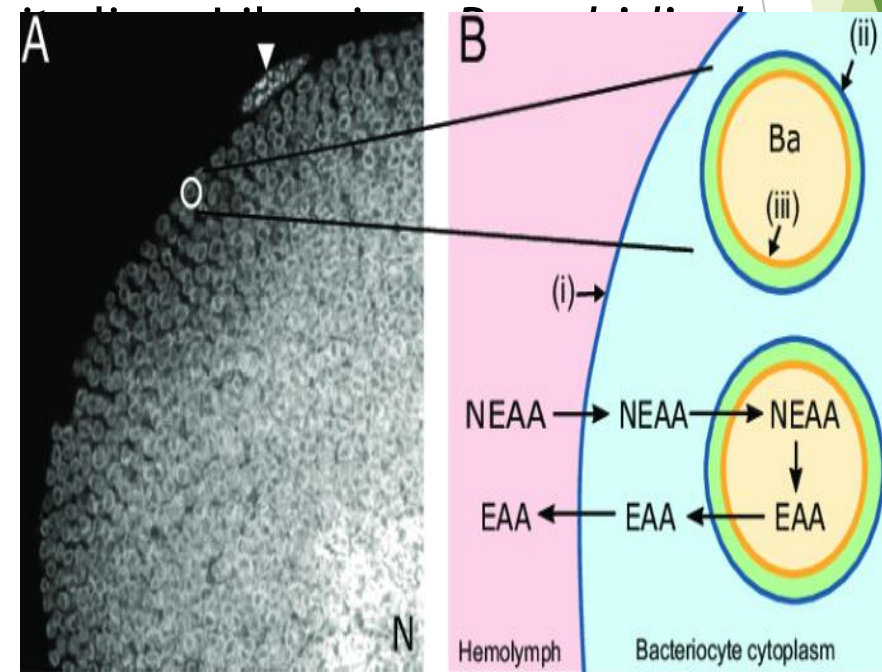 A
B
(ii)
Ba
(iii)
(i)
NEAA NEAA NEAA
EAA EAA EAA
N
Hemolymph Bacteriocyte cytoplasm